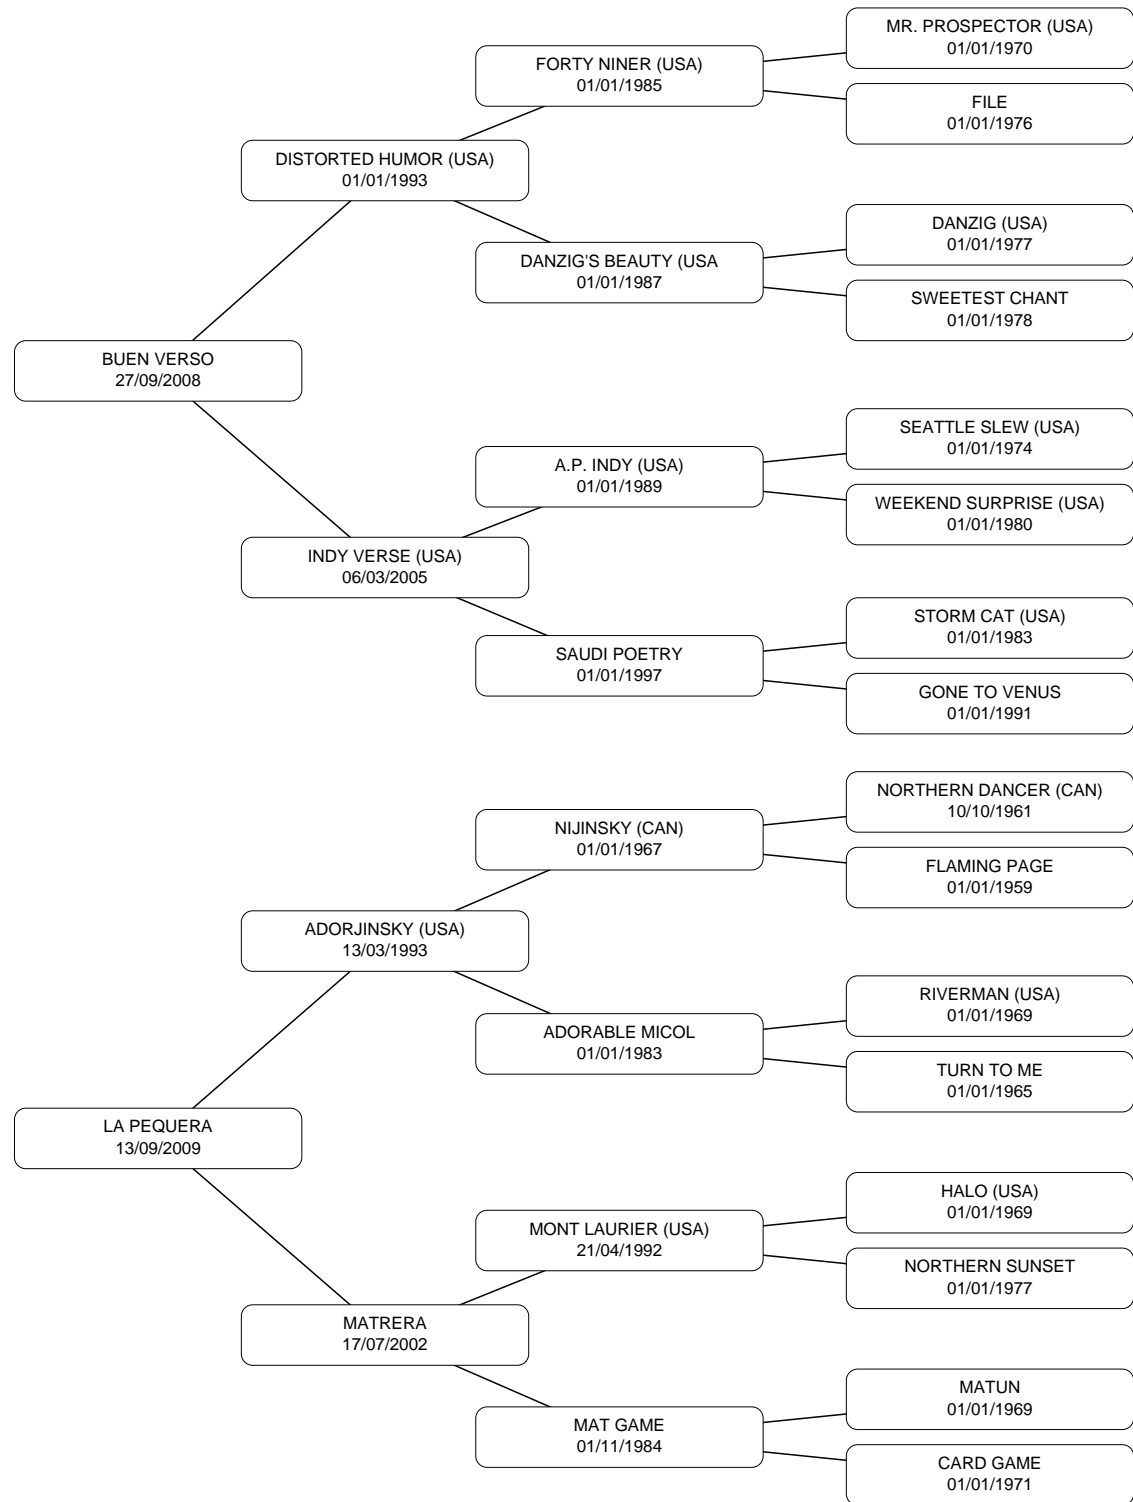 MR. PROSPECTOR (USA)
01/01/1970
FORTY NINER (USA)
01/01/1985
FILE
01/01/1976
DISTORTED HUMOR (USA)
01/01/1993
DANZIG (USA)
01/01/1977
DANZIG'S BEAUTY (USA
01/01/1987
SWEETEST CHANT
01/01/1978
BUEN VERSO
27/09/2008
SEATTLE SLEW (USA)
01/01/1974
A.P. INDY (USA)
01/01/1989
WEEKEND SURPRISE (USA)
01/01/1980
INDY VERSE (USA)
06/03/2005
STORM CAT (USA)
01/01/1983
SAUDI POETRY
01/01/1997
GONE TO VENUS
01/01/1991
NORTHERN DANCER (CAN)
10/10/1961
NIJINSKY (CAN)
01/01/1967
FLAMING PAGE
01/01/1959
ADORJINSKY (USA)
13/03/1993
RIVERMAN (USA)
01/01/1969
ADORABLE MICOL
01/01/1983
TURN TO ME
01/01/1965
LA PEQUERA
13/09/2009
HALO (USA)
01/01/1969
MONT LAURIER (USA)
21/04/1992
NORTHERN SUNSET
01/01/1977
MATRERA
17/07/2002
MATUN
01/01/1969
MAT GAME
01/11/1984
CARD GAME
01/01/1971